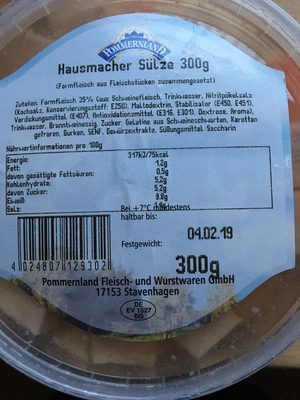 POMMERNLAND
Hausmacher Sülze 300g
(Formfleisch aus Fleischstücken zusammengesetzt)
Zutaten: Formfleisch 35% (aus Schweinefleisch, Trinkwasser, Nitritpökelsalz
(Kochsalz, Konservierungsstoff: E250), Maltodextrin, Stabilisator (E450, E451),
Verdickungsmittel (E407), Antioxidationsmittel (E316, E301), Dextrose, Aroma),
Trinkwasser, Branntweinessig, Zucker, Gelatine aus Schweineschwarten, Karotten
gefroren, Gurken, SENF, Gewürzextrakte, Süßungsmittel: Saccharin
Nährwertinformationen pro 100g
Energie: 317kJ/75kcal
Fett: 1,2g
davon gesättigte Fettsäuren: 0,5g
Kohlenhydrate: 5,2g
davon Zucker: 5,2g
Eiweiß: 9,8g
Salz:
Bei +7°C mindestens
haltbar bis:
04.02.19
Festgewicht:
300g
4 024807 129302
Pommernland Fleisch- und Wurstwaren GmbH
17153 Stavenhagen
DE
EV 1527
EG